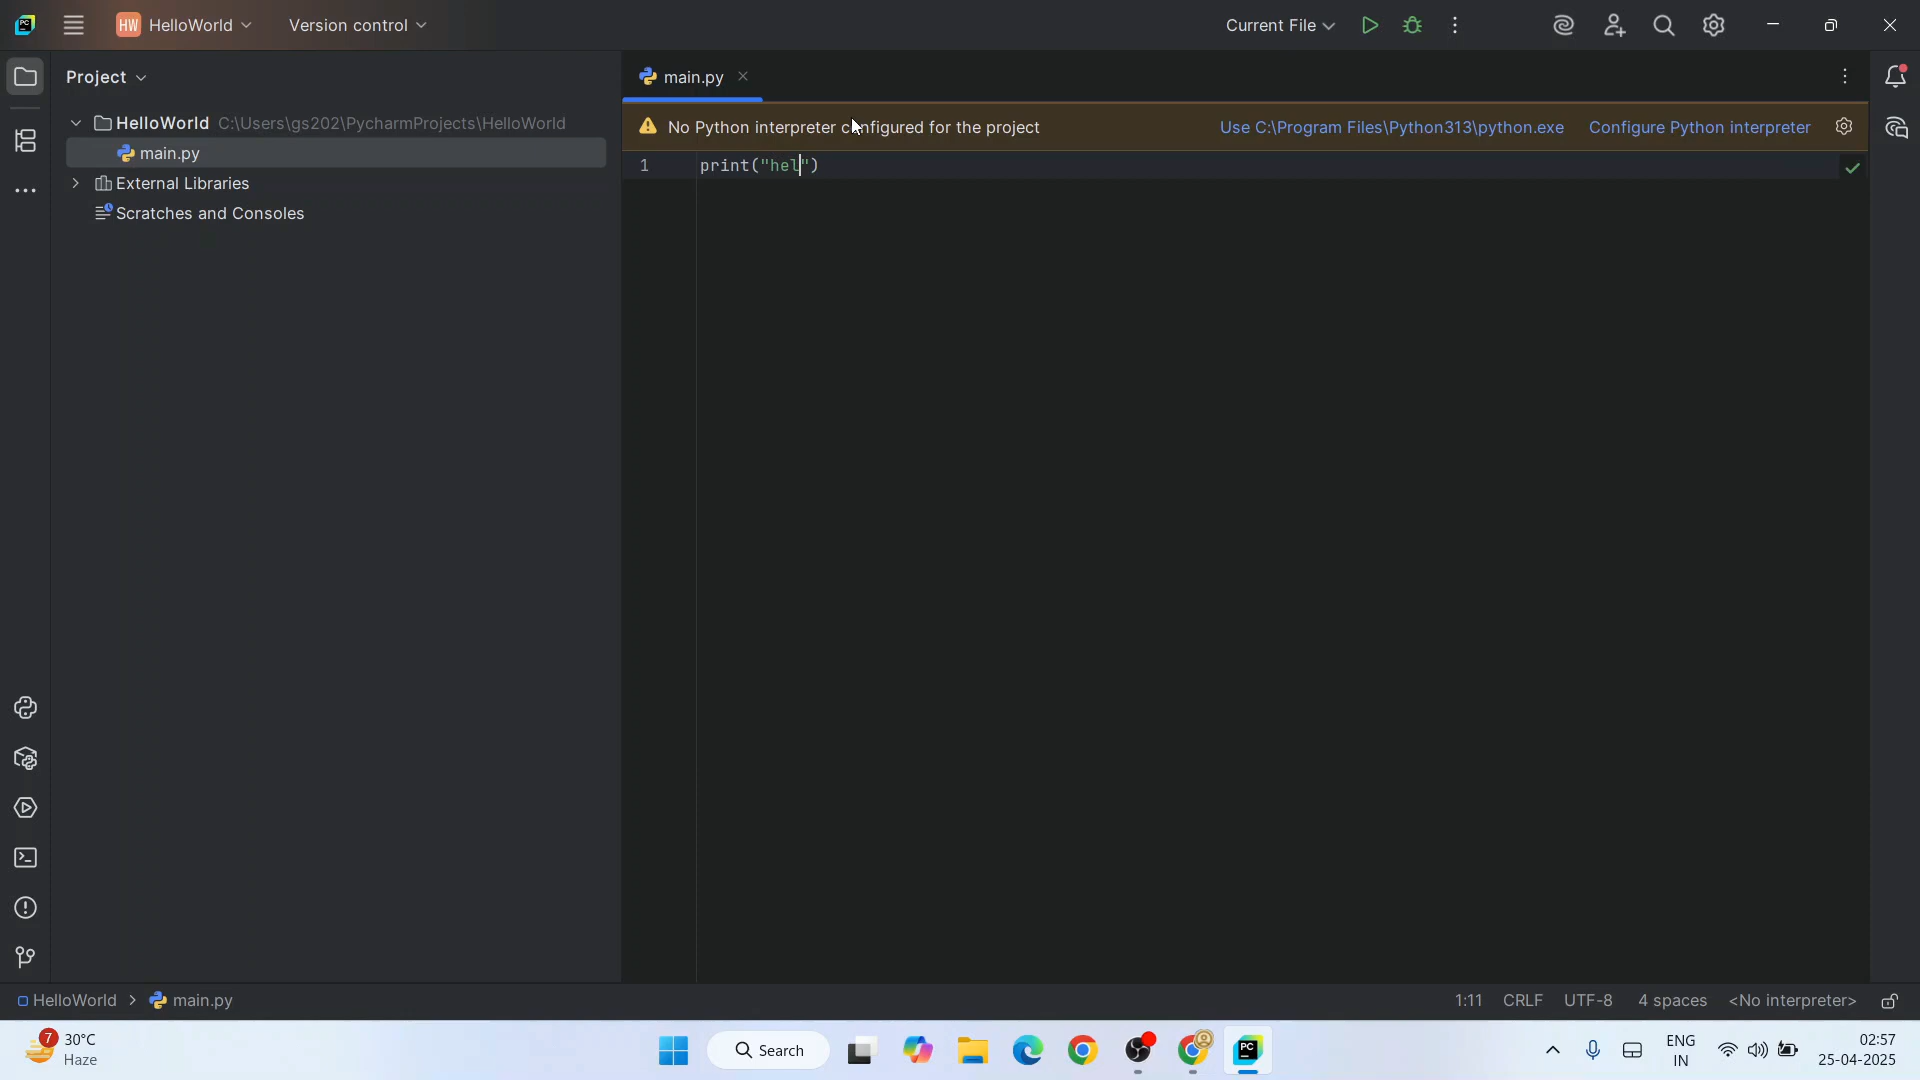 HW HelloWorld Version control Current File
Project main.py
No Python interpreter configured for the project Use C:\Program Files\Python313\python.exe Configure Python interpreter
HelloWorld C:\Users\gs202\PycharmProjects\HelloWorld
main.py
External Libraries
Scratches and Consoles
1 print("hel")
HelloWorld > main.py 1:11 CRLF UTF-8 4 spaces <No interpreter>
7 30°C
Haze
Search
PC
ENG
IN
02:57
25-04-2025